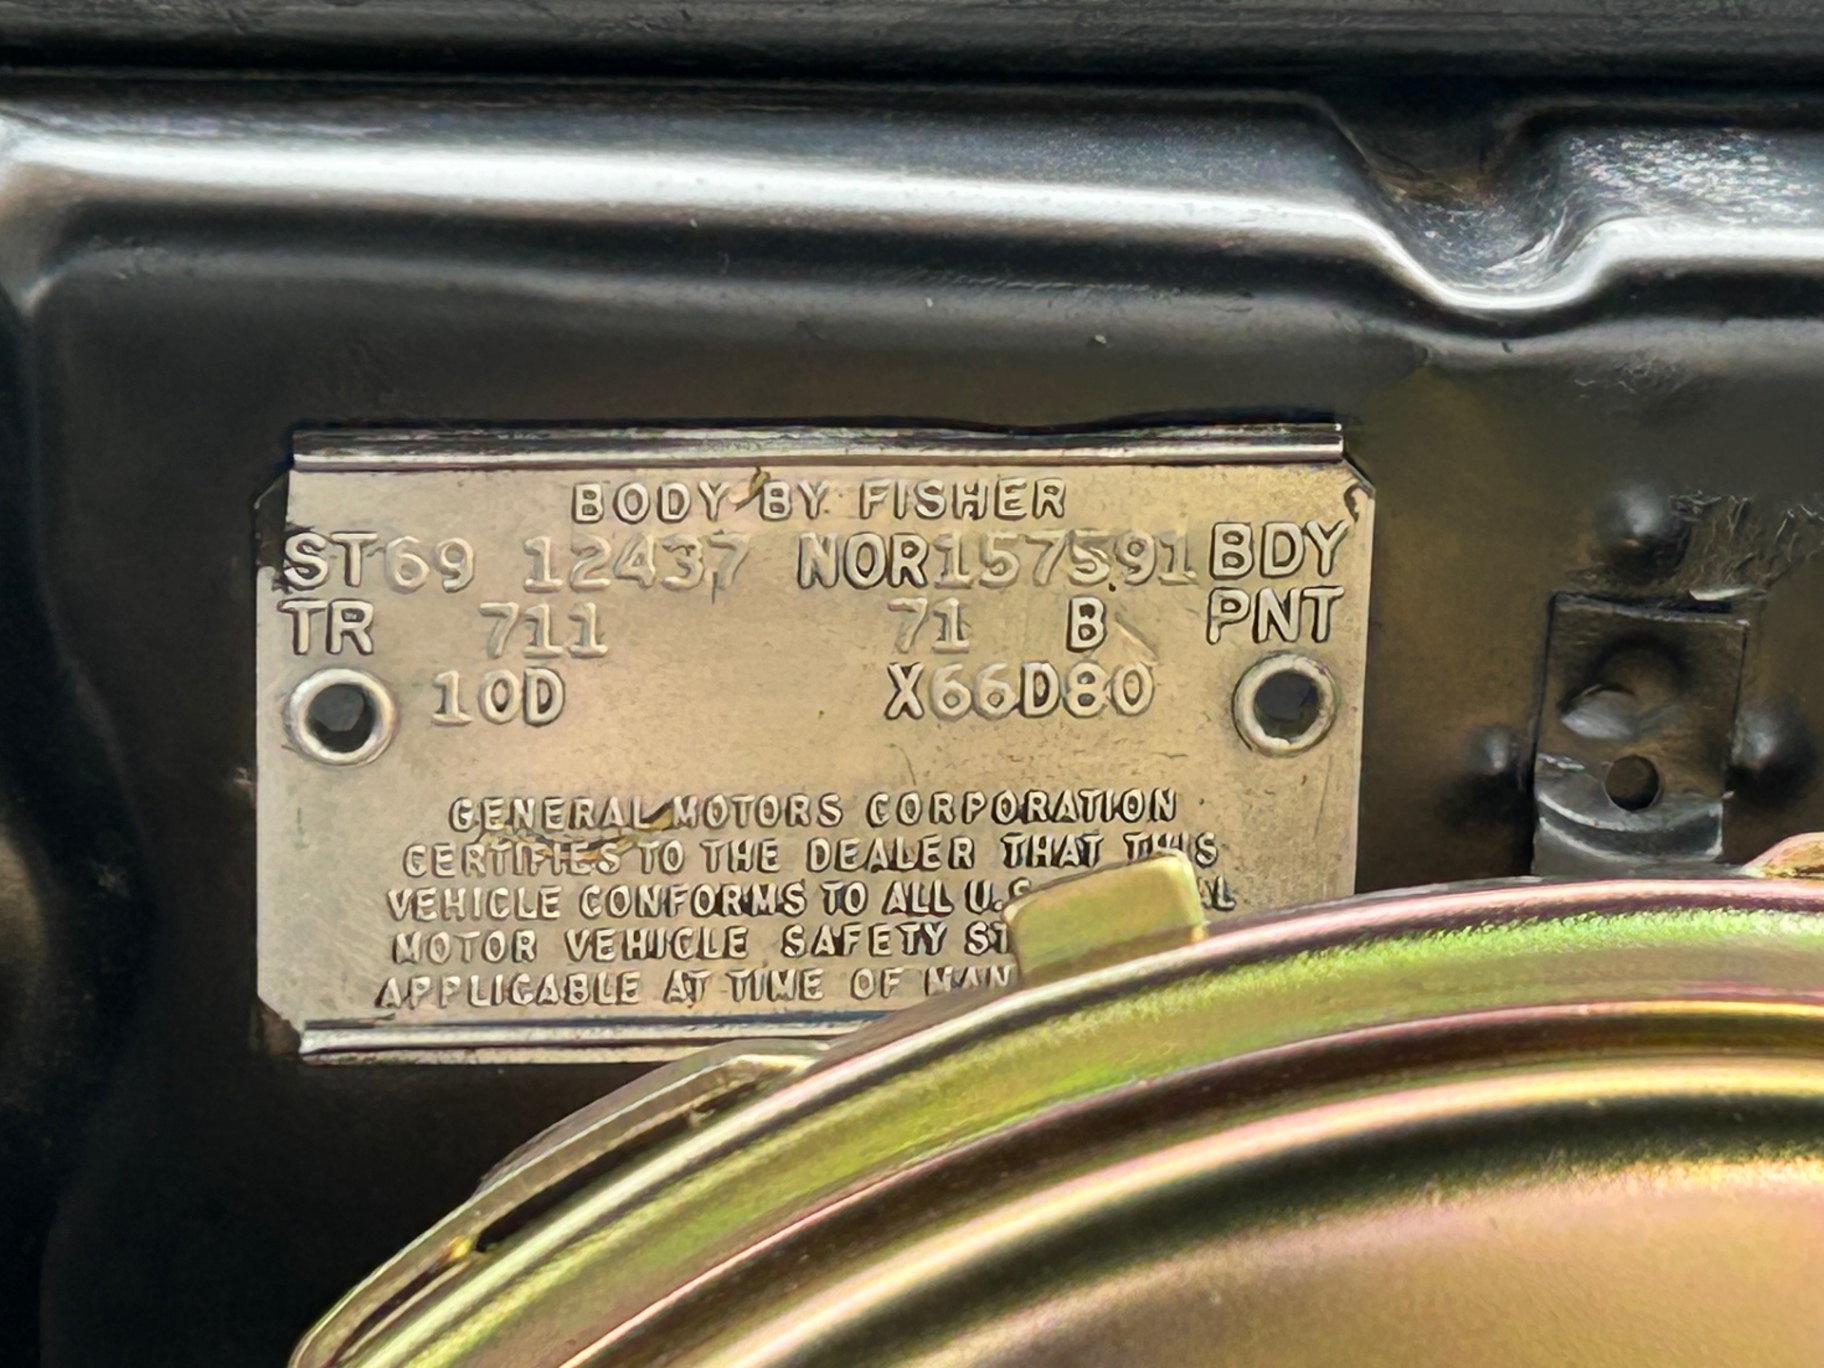 BODY BY FISHER
ST69 12437 NOR157591 BDY
TR 711 71 B PNT
10D X66D80
GENERAL MOTORS CORPORATION
CERTIFIES TO THE DEALER THAT THIS
VEHICLE CONFORMS TO ALL U.S.
MOTOR VEHICLE SAFETY
APPLICABLE AT TIME OF